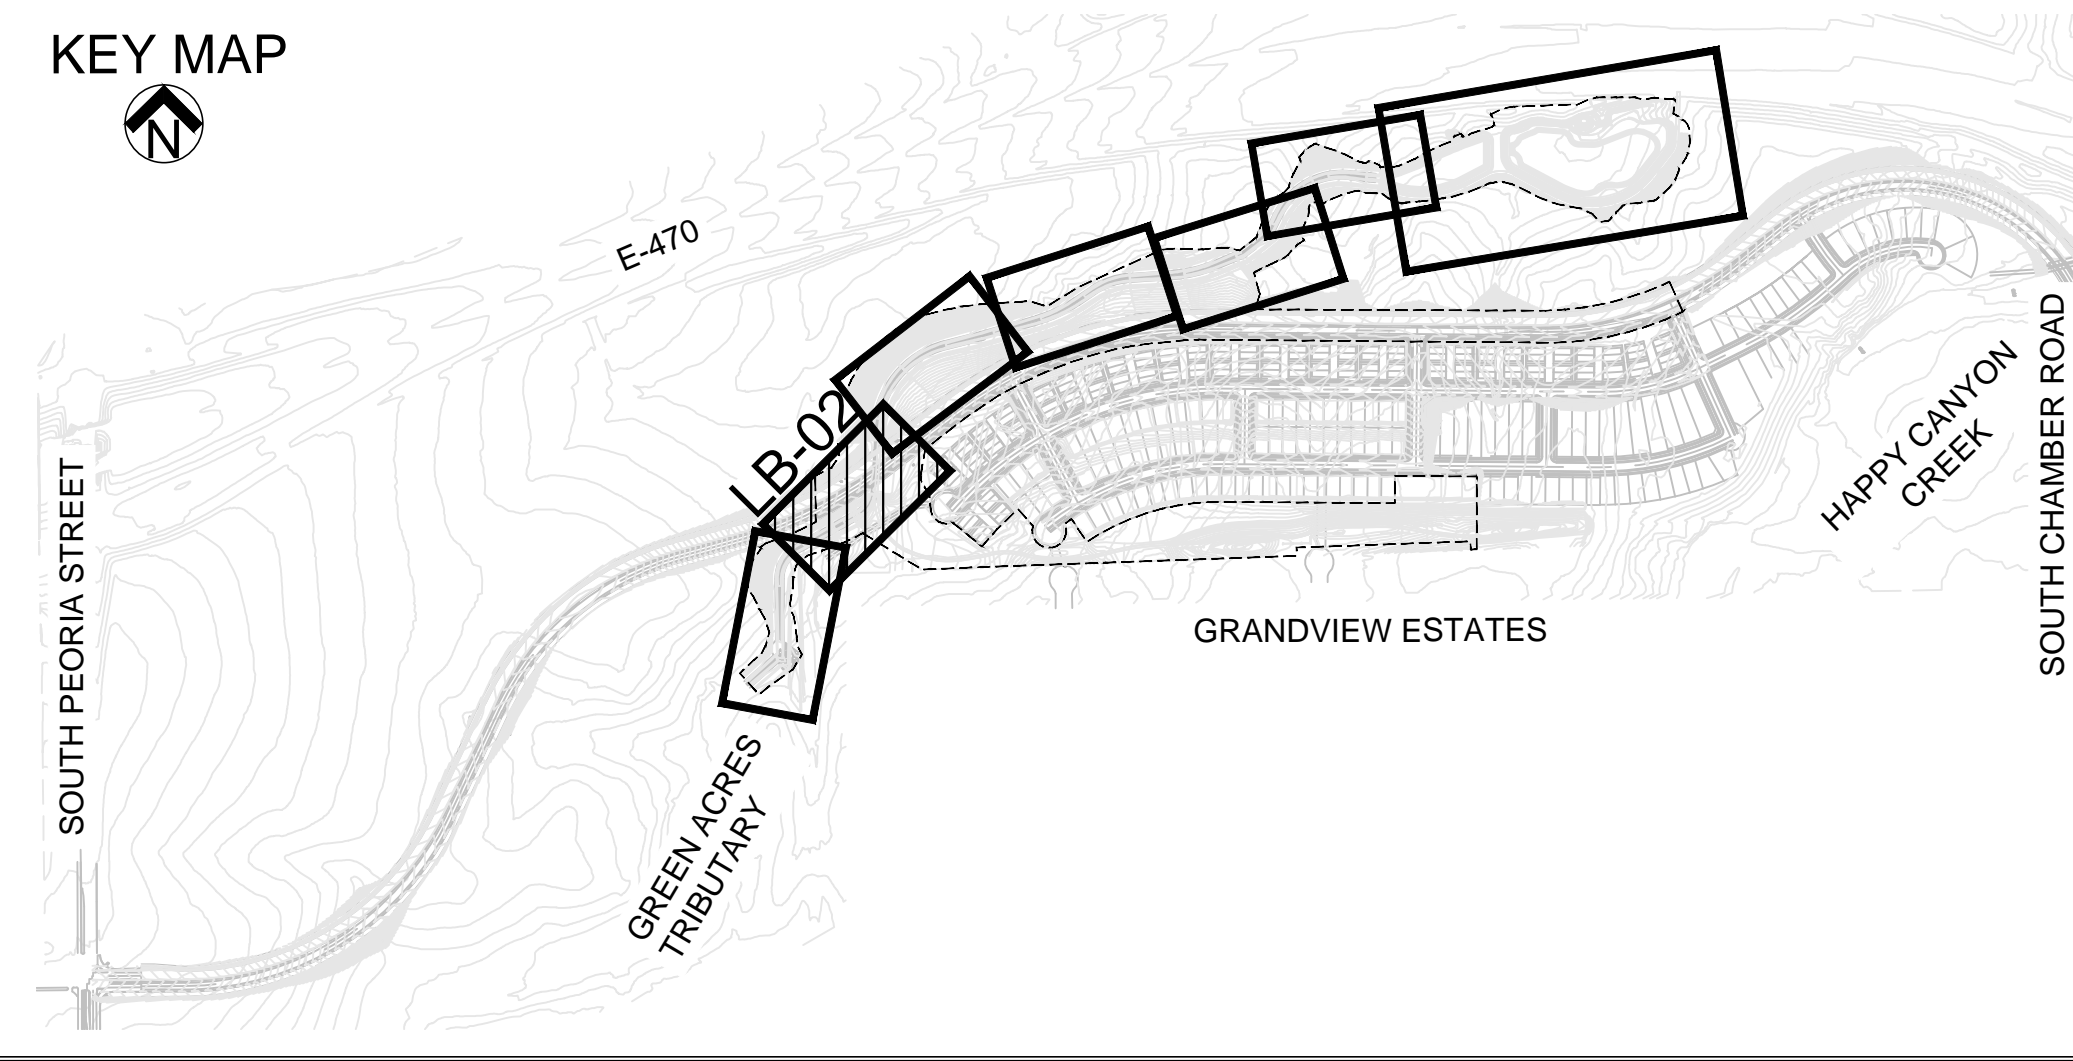 KEY MAP
N
E-470
LB-02
SOUTH PEORIA STREET
GREEN ACRES
TRIBUTARY
GRANDVIEW ESTATES
HAPPY CANYON
CREEK
SOUTH CHAMBER ROAD